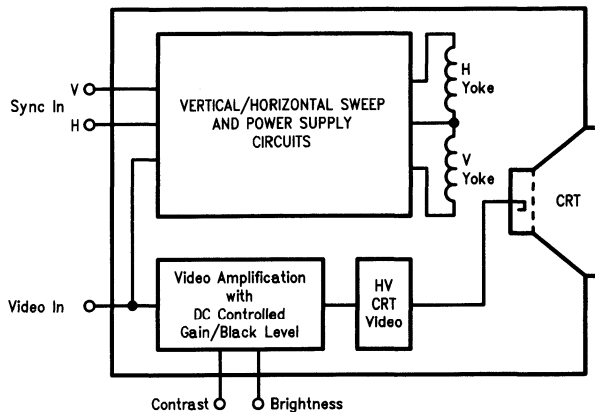 Sync In
V
H
VERTICAL/HORIZONTAL SWEEP
AND POWER SUPPLY
CIRCUITS
H
Yoke
V
Yoke
CRT
Video In
Video Amplification
with
DC Controlled
Gain/Black Level
HV
CRT
Video
Contrast
Brightness